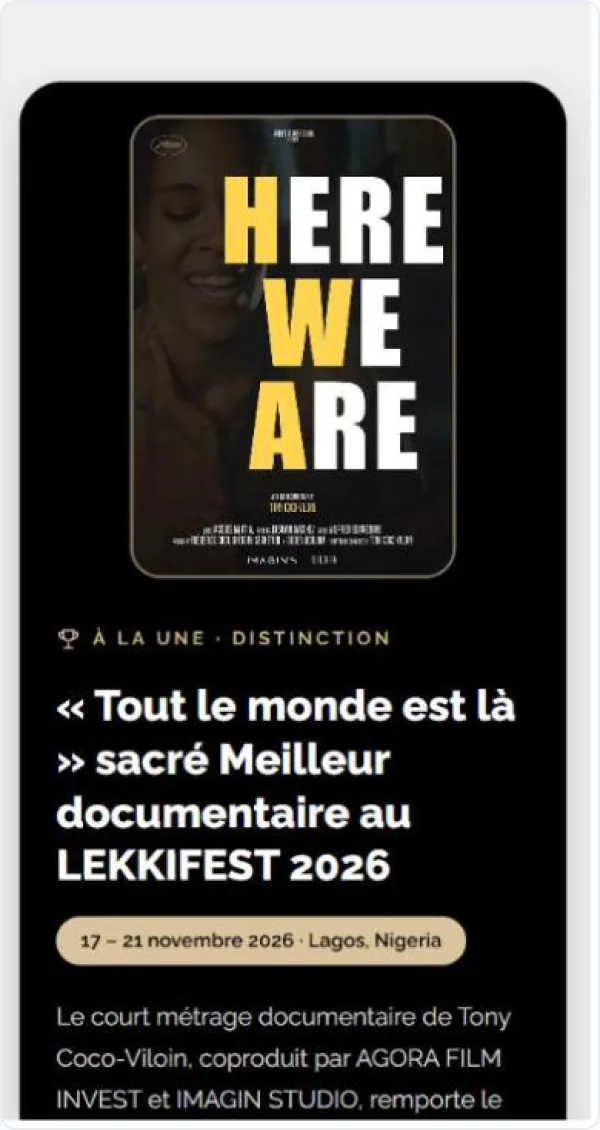 HERE
WE
ARE
À LA UNE · DISTINCTION
« Tout le monde est là
» sacré Meilleur
documentaire au
LEKKIFEST 2026
17 – 21 novembre 2026 · Lagos, Nigeria
Le court métrage documentaire de Tony
Coco-Viloin, coproduit par AGORA FILM
INVEST et IMAGIN STUDIO, remporte le